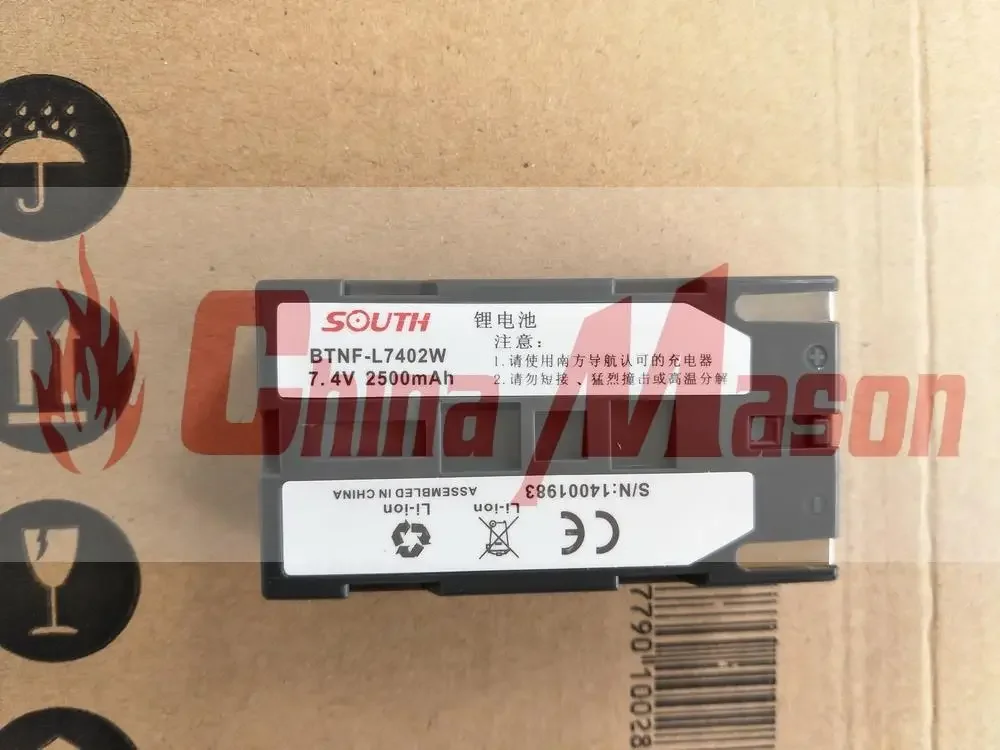 SOUTH
BTNF-L7402W
7.4V 2500mAh
锂电池
注意：
1.请使用南方导航认可的充电器
2.请勿短接、猛烈撞击或高温分解
China Mason
S/N:14001983
ASSEMBLED IN CHINA
Li-ion
Li-ion
CE
779010028